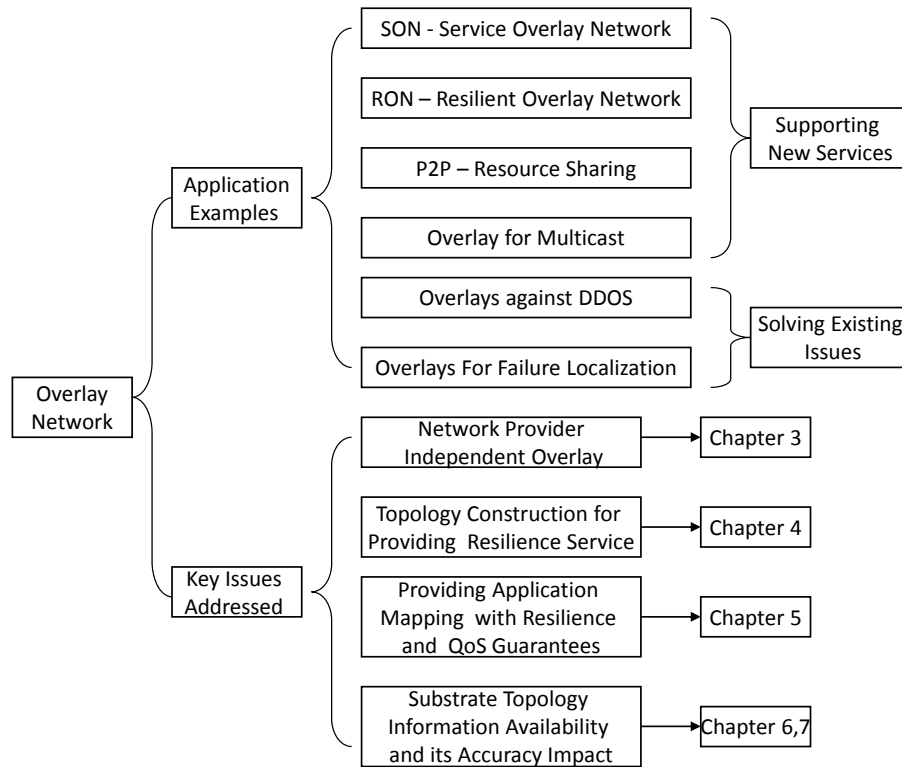 SON - Service Overlay Network
RON – Resilient Overlay Network
P2P – Resource Sharing
Overlay for Multicast
Supporting
New Services
Application
Examples
Overlays against DDOS
Overlays For Failure Localization
Solving Existing
Issues
Overlay
Network
Network Provider
Independent Overlay
Chapter 3
Topology Construction for
Providing Resilience Service
Chapter 4
Key Issues
Addressed
Providing Application
Mapping with Resilience
and QoS Guarantees
Chapter 5
Substrate Topology
Information Availability
and its Accuracy Impact
Chapter 6,7